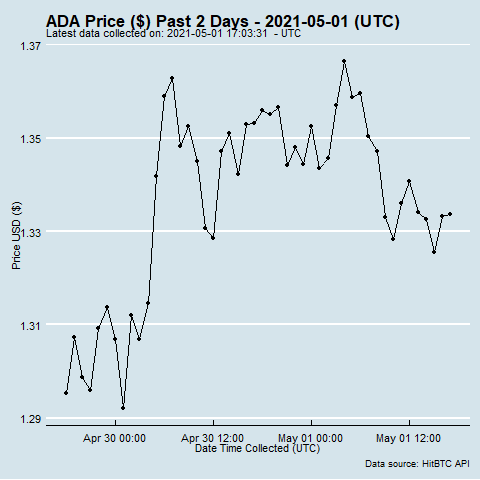 ADA Price ($) Past 2 Days - 2021-05-01 (UTC)
Latest data collected on: 2021-05-01 17:03:31 - UTC
1.37
1.35
1.33
1.31
1.29
Price USD ($)
Apr 30 00:00 Apr 30 12:00 May 01 00:00 May 01 12:00
Date Time Collected (UTC)
Data source: HitBTC API